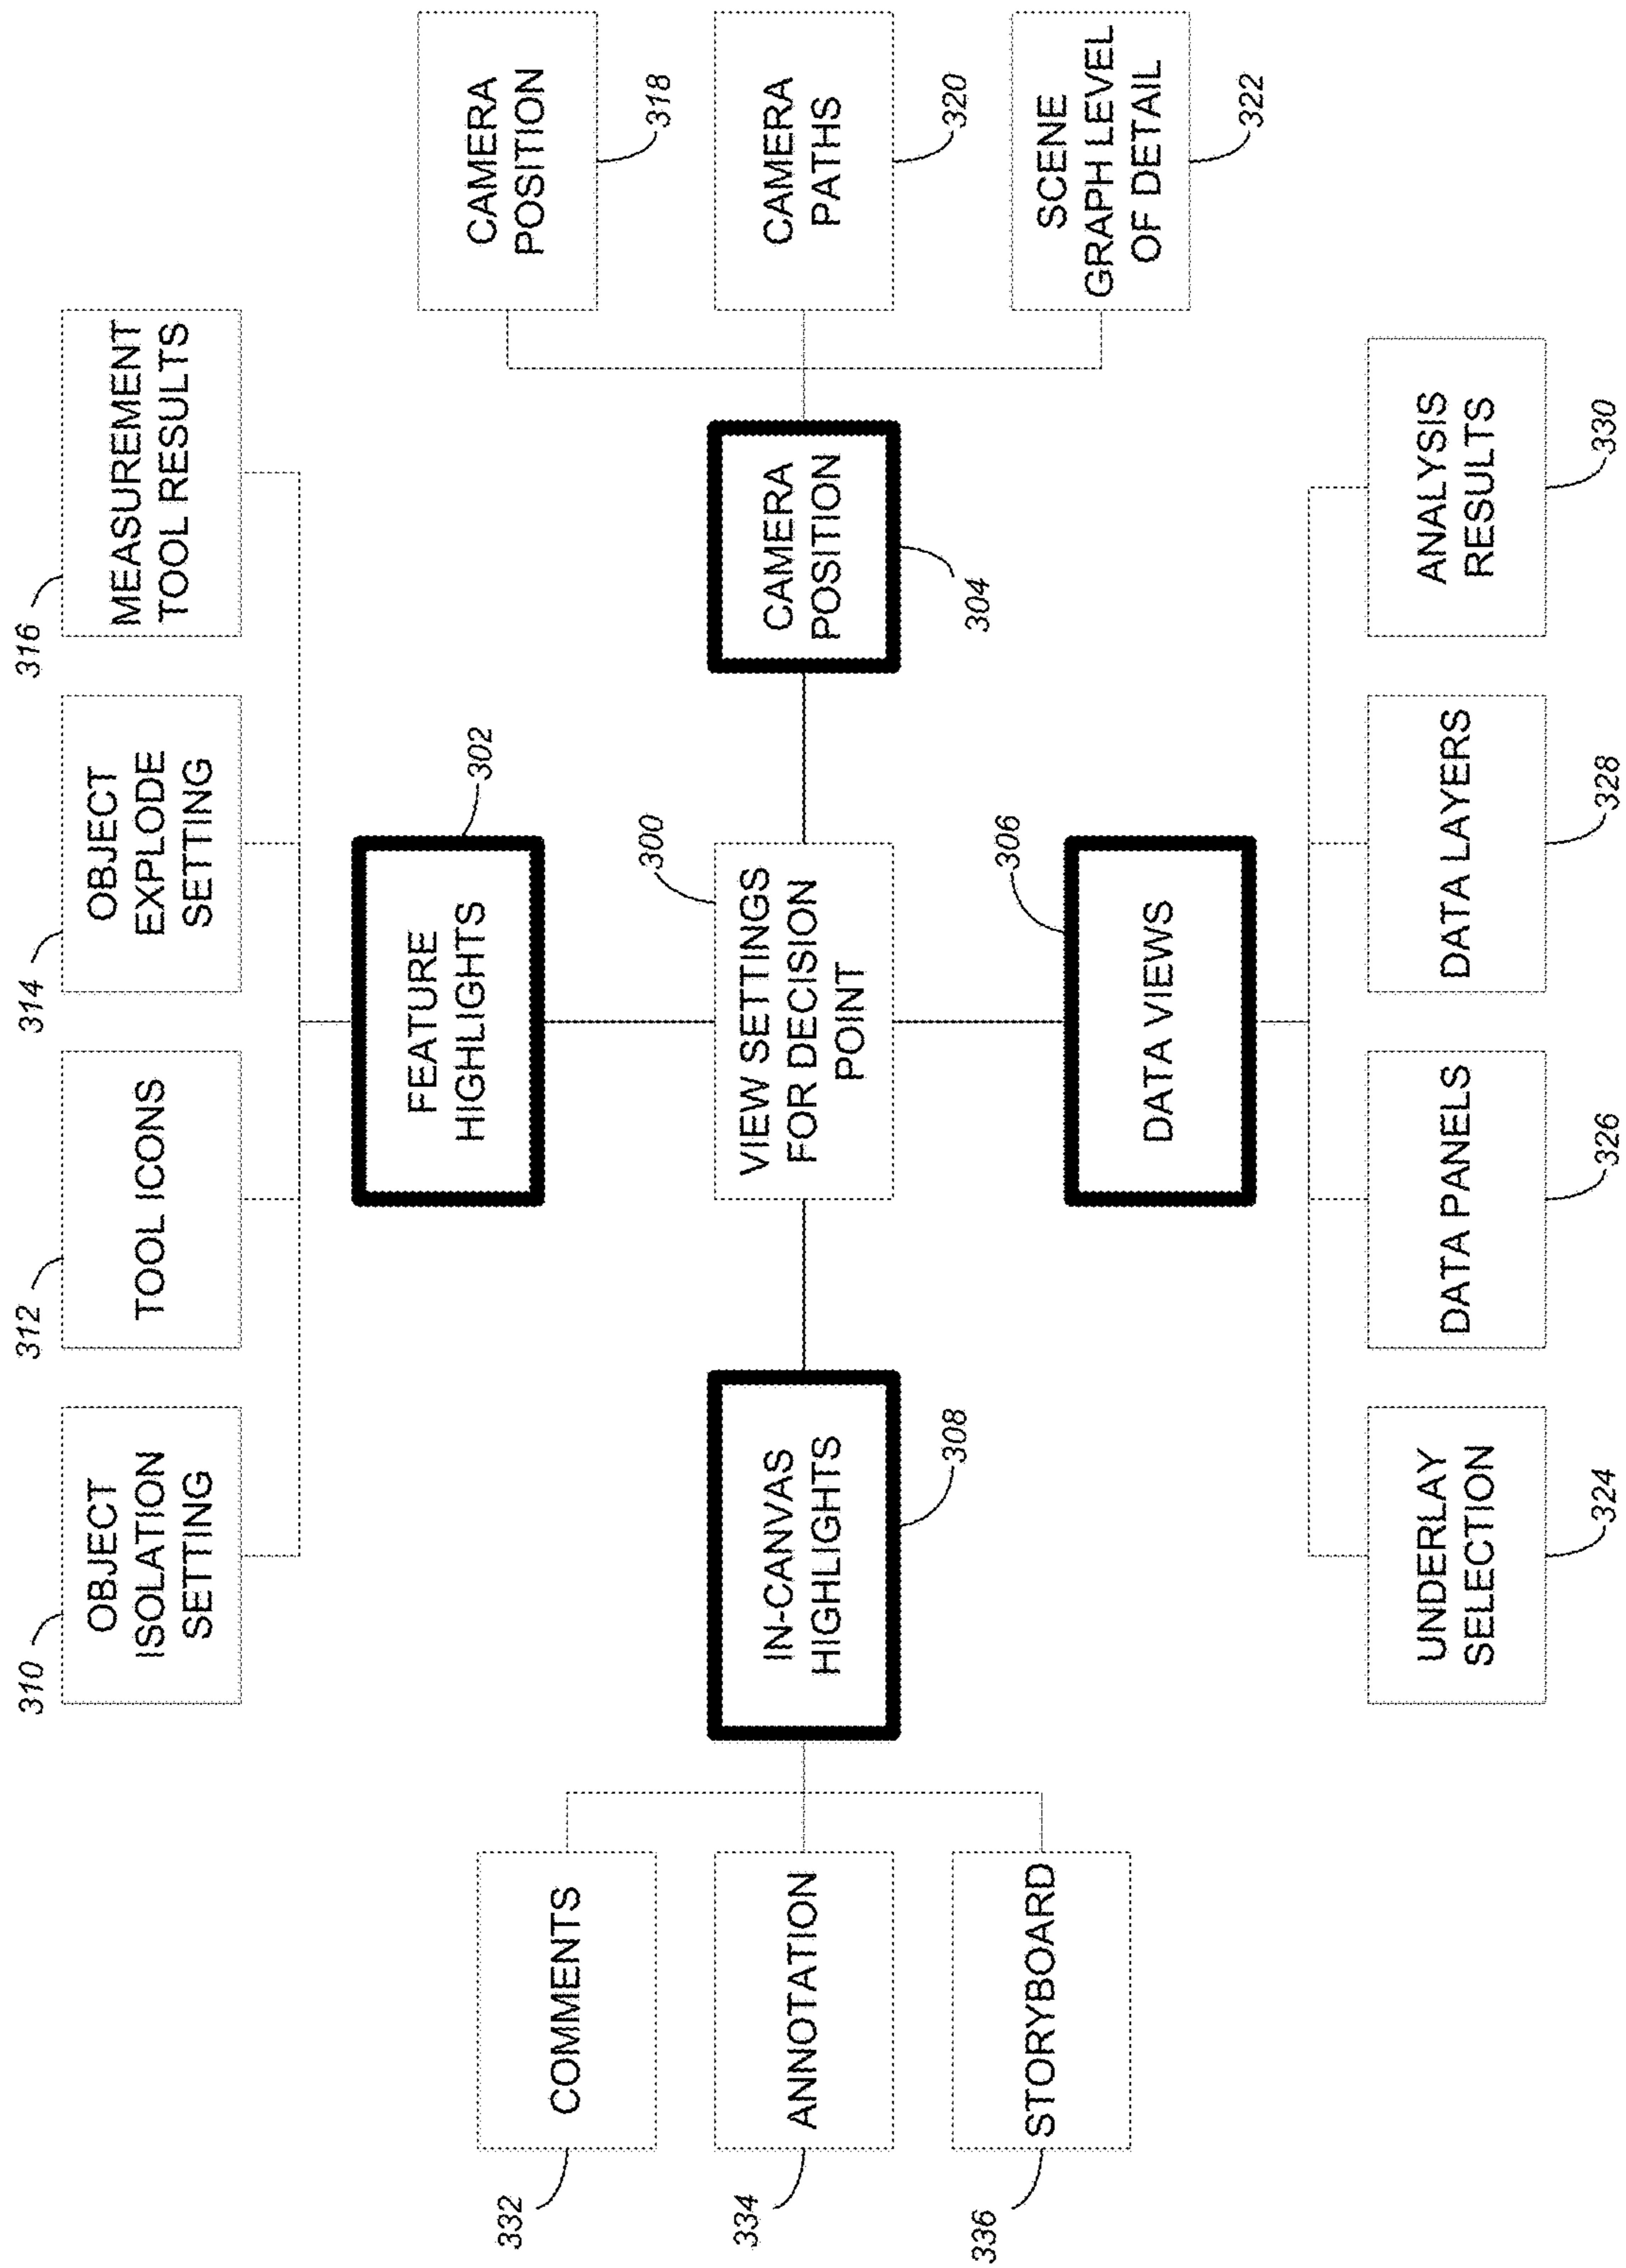 310
OBJECT
ISOLATION
SETTING
312
TOOL ICONS
314
OBJECT
EXPLODE
SETTING
316
MEASUREMENT
TOOL RESULTS
FEATURE
HIGHLIGHTS
302
332
COMMENTS
334
ANNOTATION
336
STORYBOARD
IN-CANVAS
HIGHLIGHTS
308
300
VIEW SETTINGS
FOR DECISION
POINT
CAMERA
POSITION
304
CAMERA
POSITION
318
CAMERA
PATHS
320
SCENE
GRAPH LEVEL
OF DETAIL
322
306
DATA VIEWS
UNDERLAY
SELECTION
324
DATA PANELS
326
DATA LAYERS
328
ANALYSIS
RESULTS
330